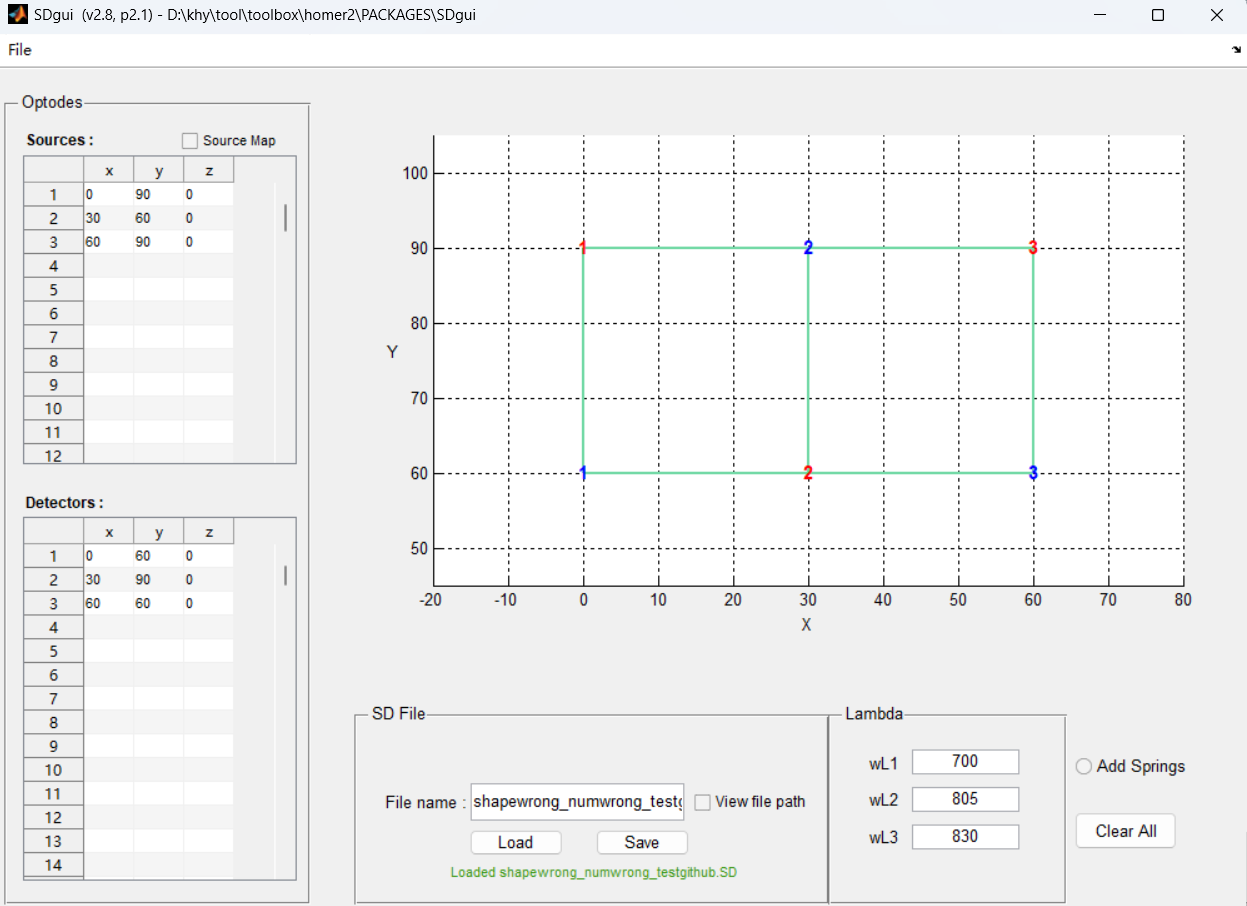 SDgui (v2.8, p2.1) - D:\khy\tool\toolbox\homer2\PACKAGES\SDgui
File
Optodes
Sources :
Source Map
x y z
1 0 90 0
2 30 60 0
3 60 90 0
4
5
6
7
8
9
10
11
12
Detectors :
x y z
1 0 60 0
2 30 90 0
3 60 60 0
4
5
6
7
8
9
10
11
12
13
14
100
90
80
70
60
50
Y
1 2 3
1 2 3
-20 -10 0 10 20 30 40 50 60 70 80
X
SD File
File name : shapewrong_numwrong_testg
View file path
Load Save
Loaded shapewrong_numwrong_testgithub.SD
Lambda
wL1 700
wL2 805
wL3 830
Add Springs
Clear All